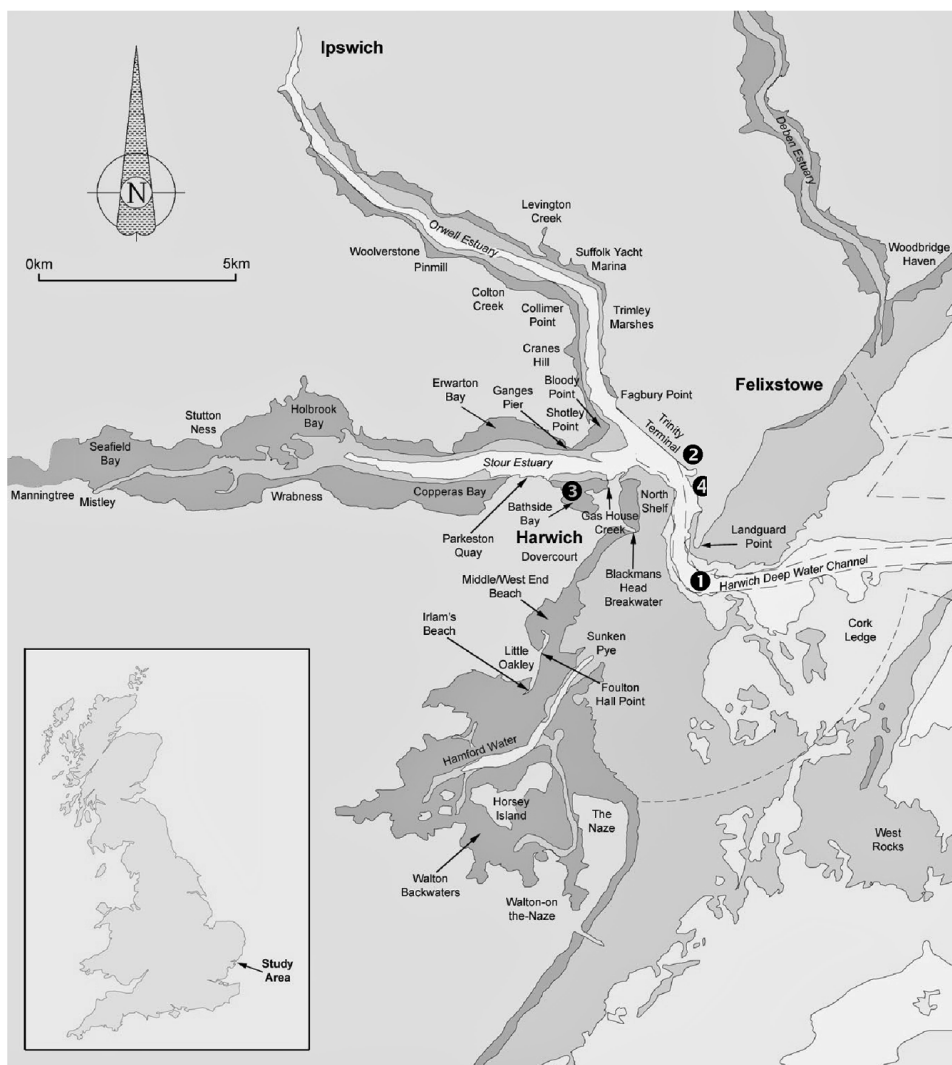 Ipswich
N
0km
5km
Deben Estuary
Levington
Creek
Orwell Estuary
Woolverstone
Pinmill
Suffolk Yacht
Marina
Woodbridge
Haven
Colton
Creek
Collimer
Point
Trimley
Marshes
Cranes
Hill
Erwarton
Bay
Ganges
Pier
Bloody
Point
Shotley
Point
Fagbury Point
Felixstowe
Trinity
Terminal
2
4
Holbrook
Bay
Stutton
Ness
Seafield
Bay
Stour Estuary
Manningtree
Mistley
Wrabness
Copperas Bay
3
Bathside
Bay
Gas House
Creek
North
Shelf
Parkeston
Quay
Harwich
Dovercourt
Landguard
Point
Blackmans
Head
Breakwater
1
Harwich Deep Water Channel
Middle/West End
Beach
Cork
Ledge
Irlam's
Beach
Little
Oakley
Sunken
Pye
Foulton
Hall Point
Hamford Water
Horsey
Island
The
Naze
West
Rocks
Walton
Backwaters
Walton-on
the-Naze
Study
Area